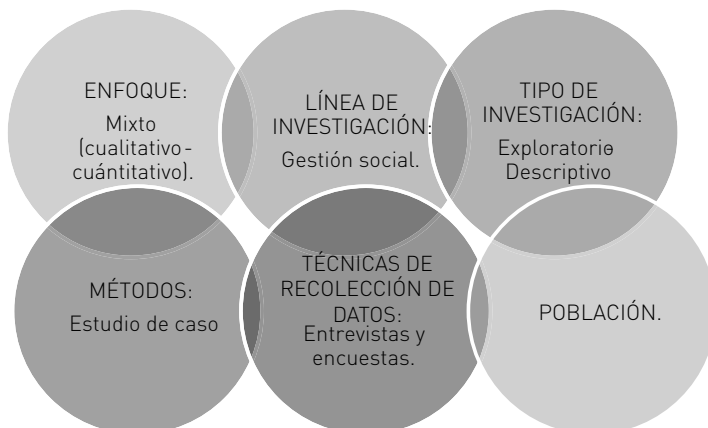 ENFOQUE:
Mixto
(cualitativo-
cuántitativo).
LÍNEA DE
INVESTIGACIÓN:
Gestión social.
TIPO DE
INVESTIGACIÓN:
Exploratorio
Descriptivo
MÉTODOS:
Estudio de caso
TÉCNICAS DE
RECOLECCIÓN DE
DATOS:
Entrevistas y
encuestas.
POBLACIÓN.